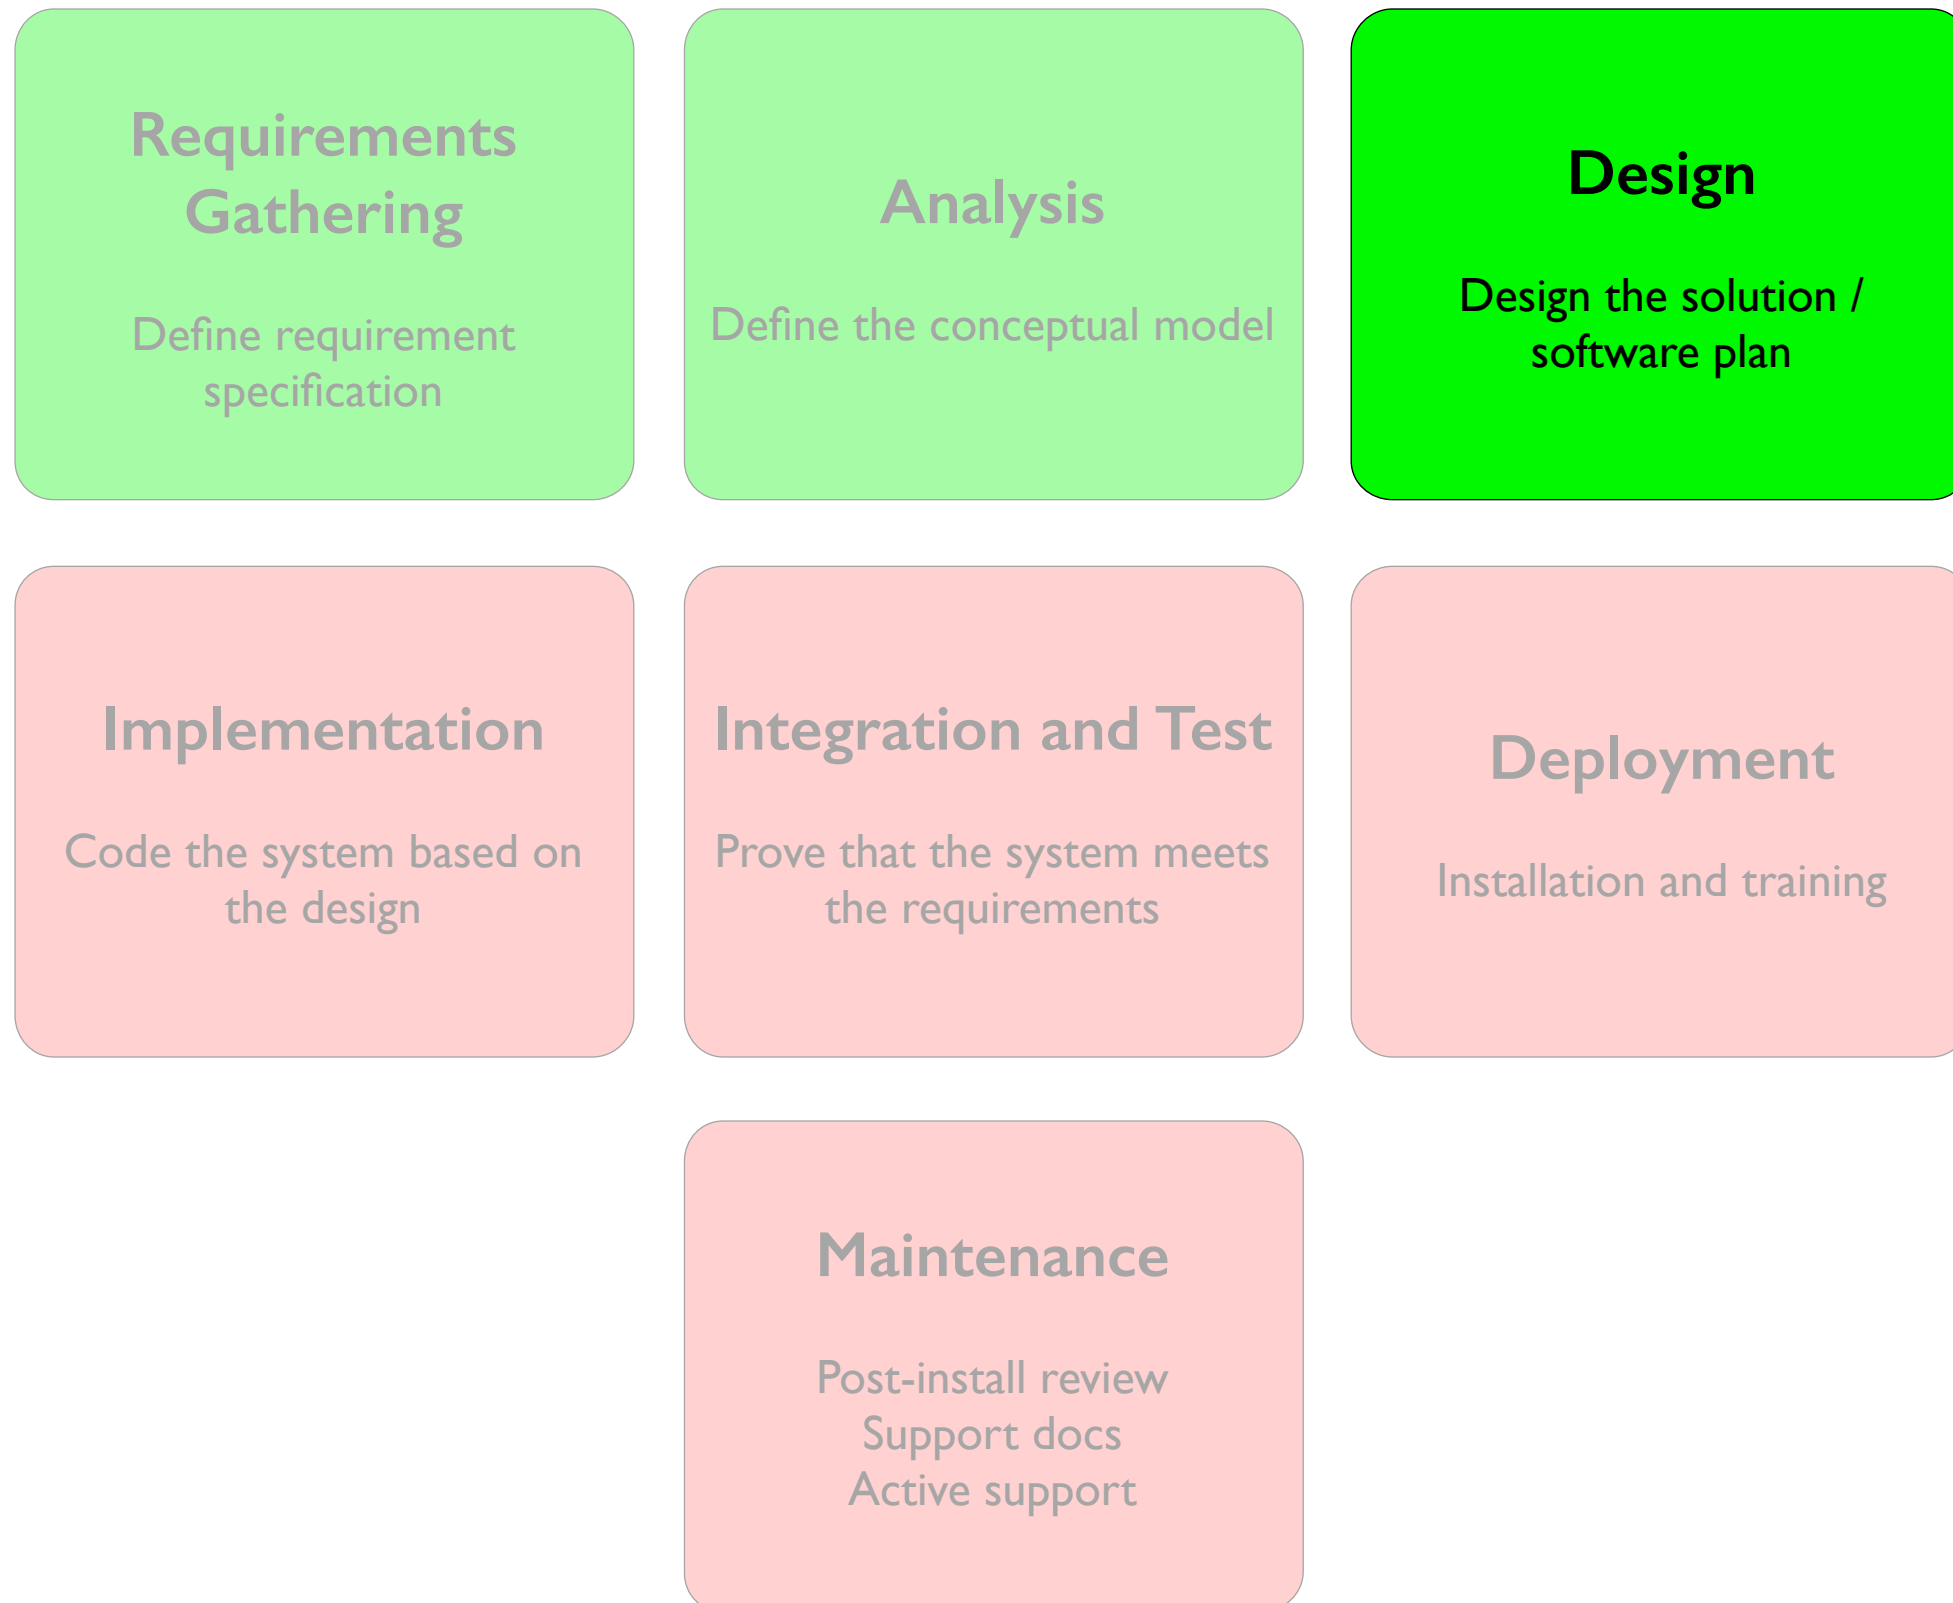 Requirements
Gathering
Define requirement
specification
Analysis
Define the conceptual model
Design
Design the solution /
software plan
Implementation
Code the system based on
the design
Integration and Test
Prove that the system meets
the requirements
Deployment
Installation and training
Maintenance
Post-install review
Support docs
Active support